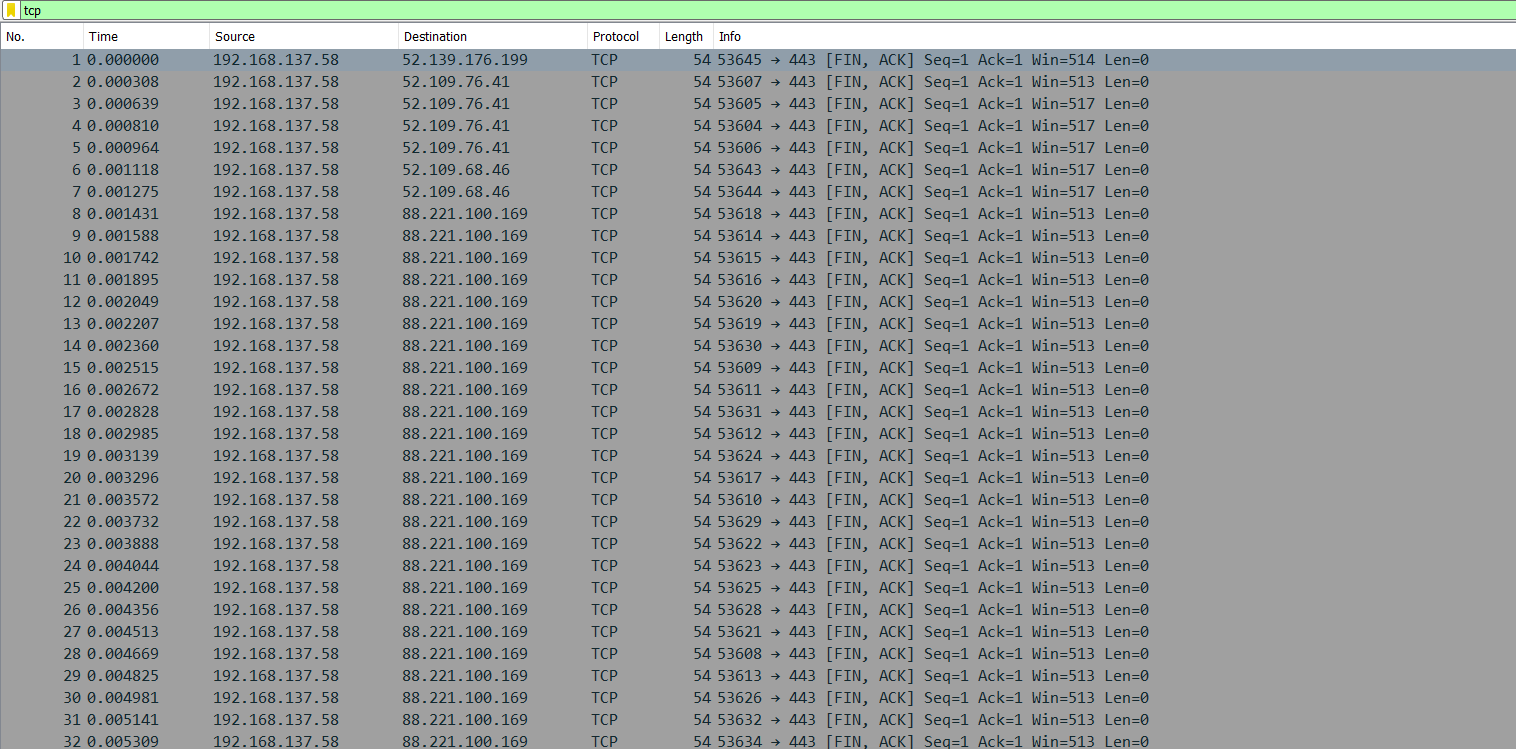 tcp
No. Time Source Destination Protocol Length Info
1 0.000000 192.168.137.58 52.139.176.199 TCP 54 53645 → 443 [FIN, ACK] Seq=1 Ack=1 Win=514 Len=0
2 0.000308 192.168.137.58 52.109.76.41 TCP 54 53607 → 443 [FIN, ACK] Seq=1 Ack=1 Win=513 Len=0
3 0.000639 192.168.137.58 52.109.76.41 TCP 54 53605 → 443 [FIN, ACK] Seq=1 Ack=1 Win=517 Len=0
4 0.000810 192.168.137.58 52.109.76.41 TCP 54 53604 → 443 [FIN, ACK] Seq=1 Ack=1 Win=517 Len=0
5 0.000964 192.168.137.58 52.109.76.41 TCP 54 53606 → 443 [FIN, ACK] Seq=1 Ack=1 Win=517 Len=0
6 0.001118 192.168.137.58 52.109.68.46 TCP 54 53643 → 443 [FIN, ACK] Seq=1 Ack=1 Win=517 Len=0
7 0.001275 192.168.137.58 52.109.68.46 TCP 54 53644 → 443 [FIN, ACK] Seq=1 Ack=1 Win=517 Len=0
8 0.001431 192.168.137.58 88.221.100.169 TCP 54 53618 → 443 [FIN, ACK] Seq=1 Ack=1 Win=513 Len=0
9 0.001588 192.168.137.58 88.221.100.169 TCP 54 53614 → 443 [FIN, ACK] Seq=1 Ack=1 Win=513 Len=0
10 0.001742 192.168.137.58 88.221.100.169 TCP 54 53615 → 443 [FIN, ACK] Seq=1 Ack=1 Win=513 Len=0
11 0.001895 192.168.137.58 88.221.100.169 TCP 54 53616 → 443 [FIN, ACK] Seq=1 Ack=1 Win=513 Len=0
12 0.002049 192.168.137.58 88.221.100.169 TCP 54 53620 → 443 [FIN, ACK] Seq=1 Ack=1 Win=513 Len=0
13 0.002207 192.168.137.58 88.221.100.169 TCP 54 53619 → 443 [FIN, ACK] Seq=1 Ack=1 Win=513 Len=0
14 0.002360 192.168.137.58 88.221.100.169 TCP 54 53630 → 443 [FIN, ACK] Seq=1 Ack=1 Win=513 Len=0
15 0.002515 192.168.137.58 88.221.100.169 TCP 54 53609 → 443 [FIN, ACK] Seq=1 Ack=1 Win=513 Len=0
16 0.002672 192.168.137.58 88.221.100.169 TCP 54 53611 → 443 [FIN, ACK] Seq=1 Ack=1 Win=513 Len=0
17 0.002828 192.168.137.58 88.221.100.169 TCP 54 53631 → 443 [FIN, ACK] Seq=1 Ack=1 Win=513 Len=0
18 0.002985 192.168.137.58 88.221.100.169 TCP 54 53612 → 443 [FIN, ACK] Seq=1 Ack=1 Win=513 Len=0
19 0.003139 192.168.137.58 88.221.100.169 TCP 54 53624 → 443 [FIN, ACK] Seq=1 Ack=1 Win=513 Len=0
20 0.003296 192.168.137.58 88.221.100.169 TCP 54 53617 → 443 [FIN, ACK] Seq=1 Ack=1 Win=513 Len=0
21 0.003572 192.168.137.58 88.221.100.169 TCP 54 53610 → 443 [FIN, ACK] Seq=1 Ack=1 Win=513 Len=0
22 0.003732 192.168.137.58 88.221.100.169 TCP 54 53629 → 443 [FIN, ACK] Seq=1 Ack=1 Win=513 Len=0
23 0.003888 192.168.137.58 88.221.100.169 TCP 54 53622 → 443 [FIN, ACK] Seq=1 Ack=1 Win=513 Len=0
24 0.004044 192.168.137.58 88.221.100.169 TCP 54 53623 → 443 [FIN, ACK] Seq=1 Ack=1 Win=513 Len=0
25 0.004200 192.168.137.58 88.221.100.169 TCP 54 53625 → 443 [FIN, ACK] Seq=1 Ack=1 Win=513 Len=0
26 0.004356 192.168.137.58 88.221.100.169 TCP 54 53628 → 443 [FIN, ACK] Seq=1 Ack=1 Win=513 Len=0
27 0.004513 192.168.137.58 88.221.100.169 TCP 54 53621 → 443 [FIN, ACK] Seq=1 Ack=1 Win=513 Len=0
28 0.004669 192.168.137.58 88.221.100.169 TCP 54 53608 → 443 [FIN, ACK] Seq=1 Ack=1 Win=513 Len=0
29 0.004825 192.168.137.58 88.221.100.169 TCP 54 53613 → 443 [FIN, ACK] Seq=1 Ack=1 Win=513 Len=0
30 0.004981 192.168.137.58 88.221.100.169 TCP 54 53626 → 443 [FIN, ACK] Seq=1 Ack=1 Win=513 Len=0
31 0.005141 192.168.137.58 88.221.100.169 TCP 54 53632 → 443 [FIN, ACK] Seq=1 Ack=1 Win=513 Len=0
32 0.005309 192.168.137.58 88.221.100.169 TCP 54 53634 → 443 [FIN, ACK] Seq=1 Ack=1 Win=513 Len=0